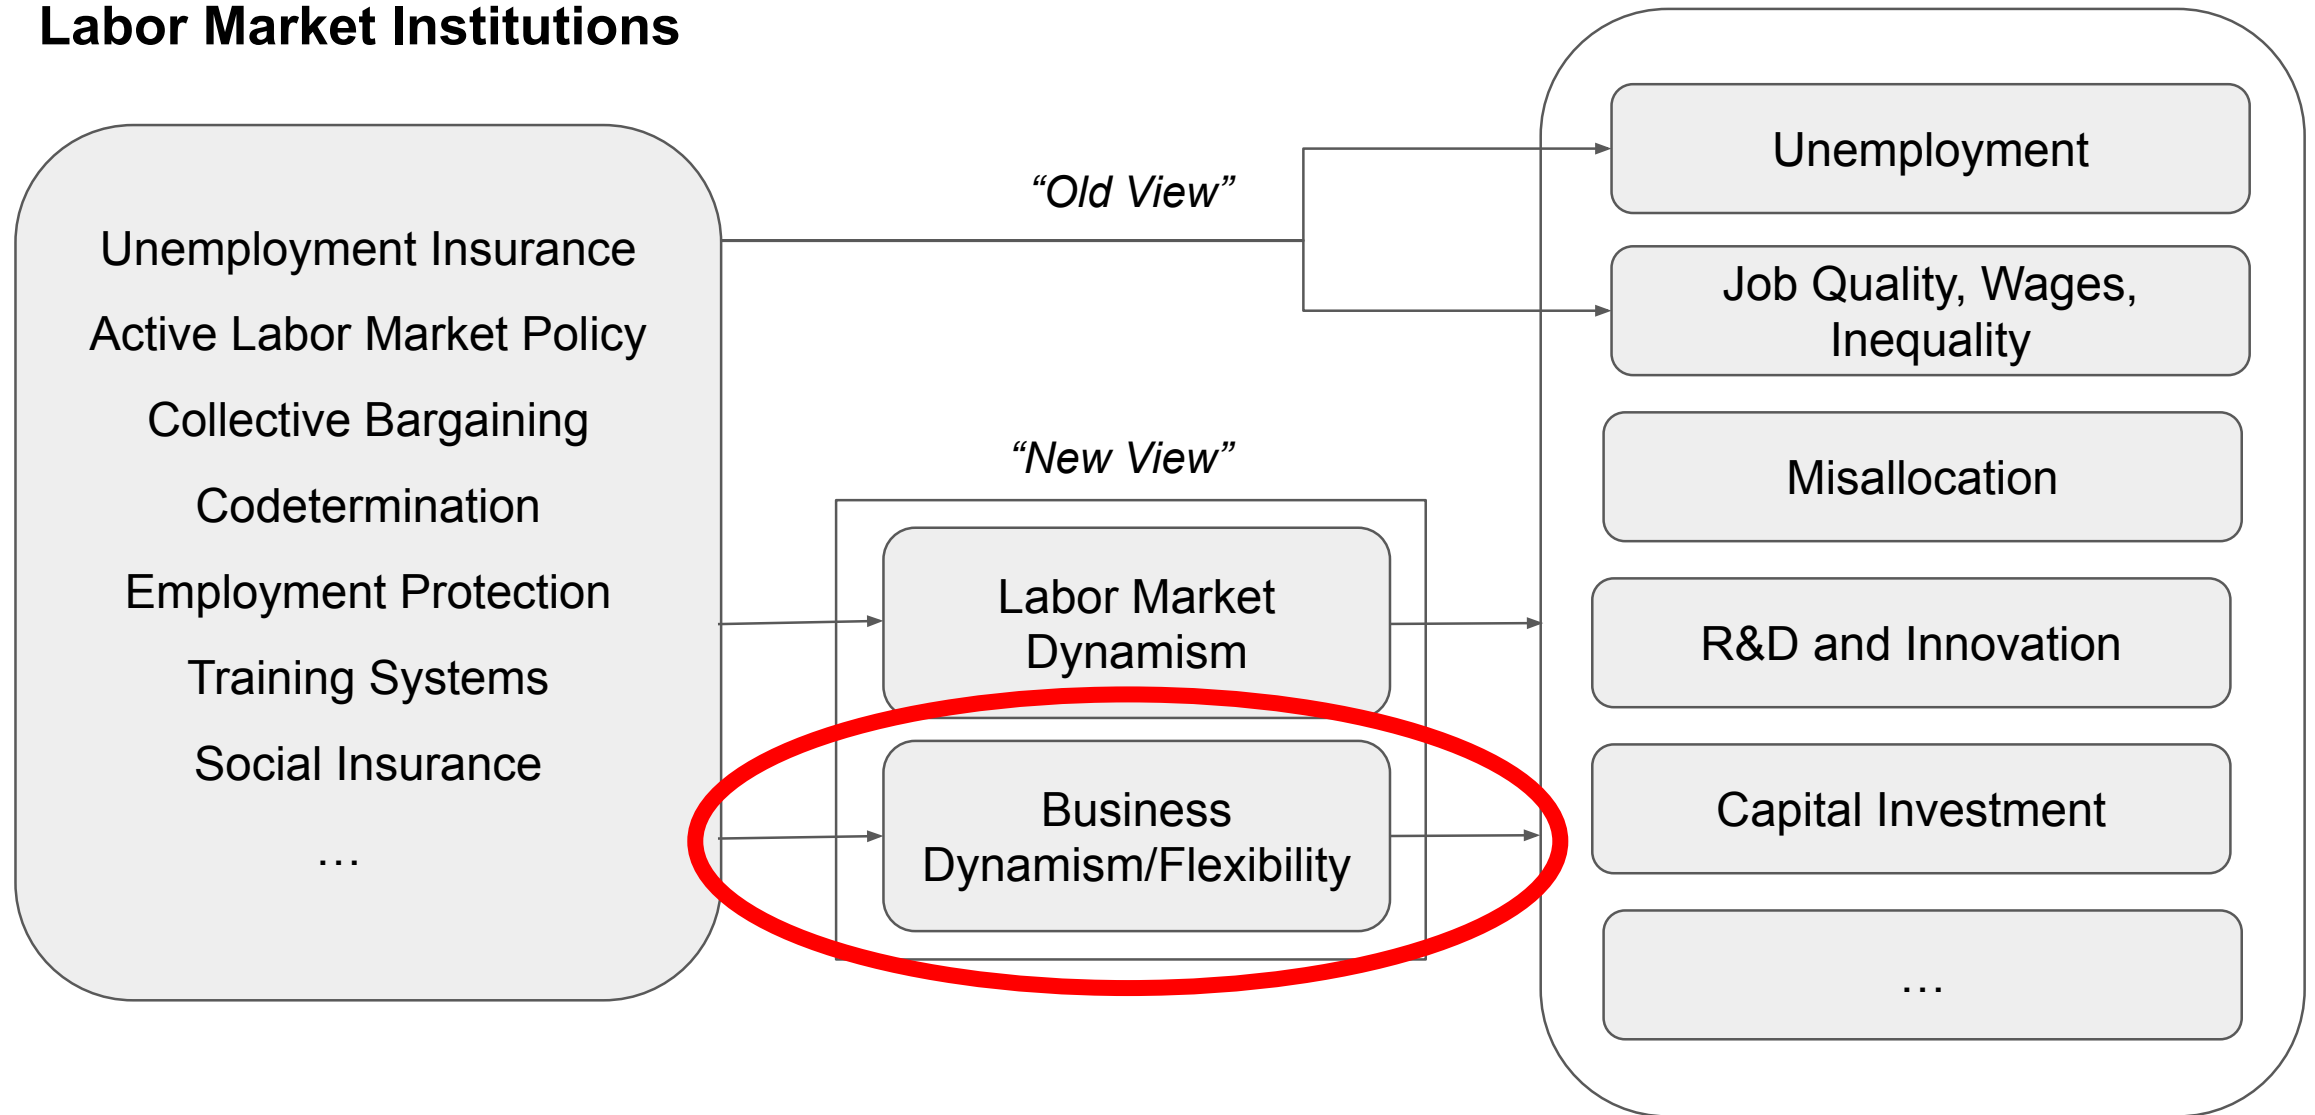 Labor Market Institutions
Unemployment Insurance
Active Labor Market Policy
Collective Bargaining
Codetermination
Employment Protection
Training Systems
Social Insurance
…
“Old View”
“New View”
Labor Market
Dynamism
Business
Dynamism/Flexibility
Unemployment
Job Quality, Wages,
Inequality
Misallocation
R&D and Innovation
Capital Investment
…